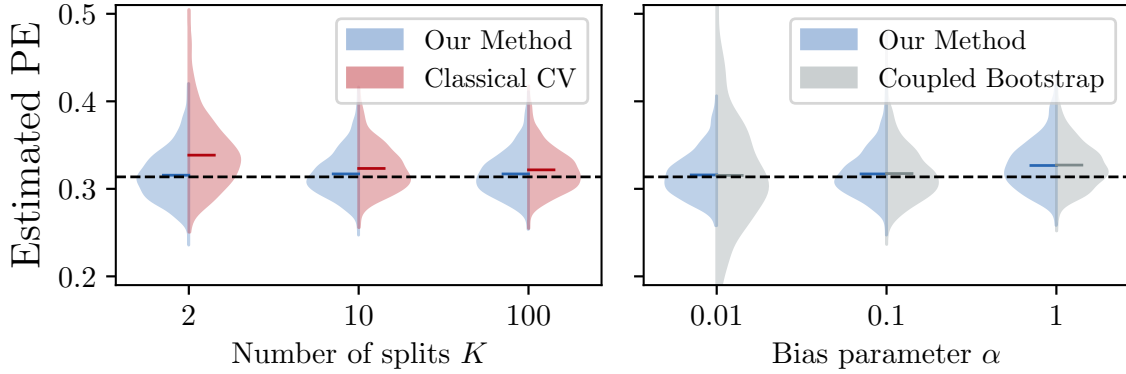 Estimated PE
0.5
0.4
0.3
0.2
Our Method
Classical CV
2
10
100
Number of splits K
Our Method
Coupled Bootstrap
0.01
0.1
1
Bias parameter α